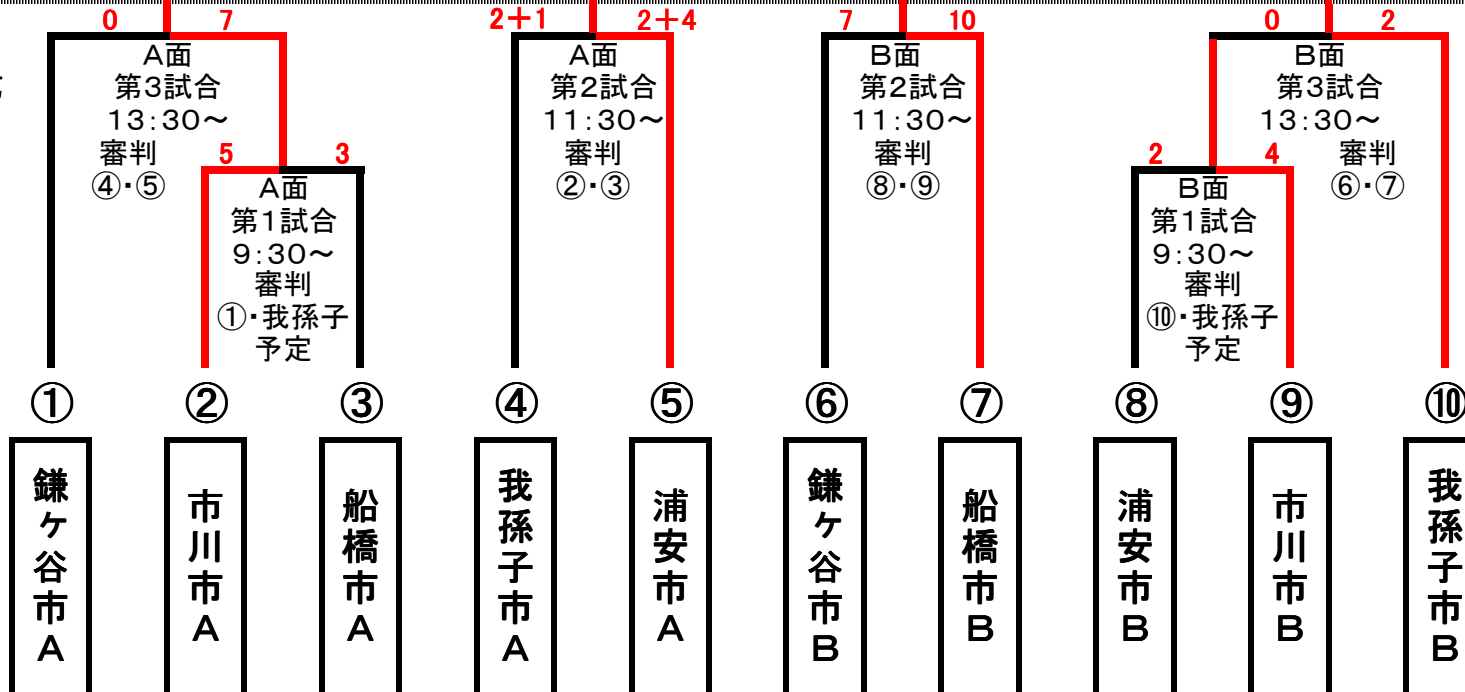 0 7 2+1 2+4 7 10 0 2
A面
第3試合
13:30～
審判
④・⑤
A面
第2試合
11:30～
審判
②・③
B面
第2試合
11:30～
審判
⑧・⑨
B面
第3試合
13:30～
審判
⑥・⑦
5 3
A面
第1試合
9:30～
審判
①・我孫子
予定
2 4
B面
第1試合
9:30～
審判
⑩・我孫子
予定
① ② ③ ④ ⑤ ⑥ ⑦ ⑧ ⑨ ⑩
鎌ヶ谷市A
市川市A
船橋市A
我孫子市A
浦安市A
鎌ヶ谷市B
船橋市B
浦安市B
市川市B
我孫子市B